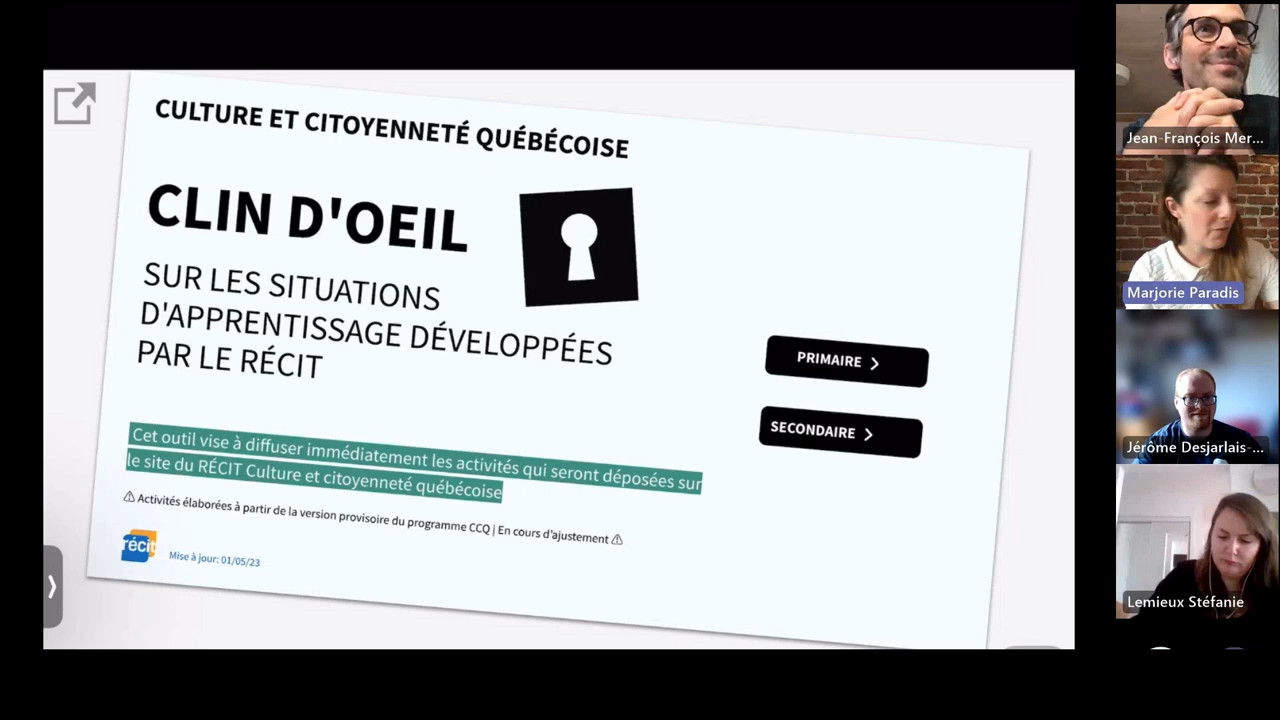 CULTURE ET CITOYENNETÉ QUÉBÉCOISE
CLIN D'OEIL
SUR LES SITUATIONS
D'APPRENTISSAGE DÉVELOPPÉES
PAR LE RÉCIT
PRIMAIRE
SECONDAIRE
Cet outil vise à diffuser immédiatement les activités qui seront déposées sur
le site du RÉCIT Culture et citoyenneté québécoise
⚠ Activités élaborées à partir de la version provisoire du programme CCQ | En cours d'ajustement ⚠
récit
Mise à jour: 01/05/23
Jean-François Mer...
Marjorie Paradis
Jérôme Desjarlais-...
Lemieux Stéfanie